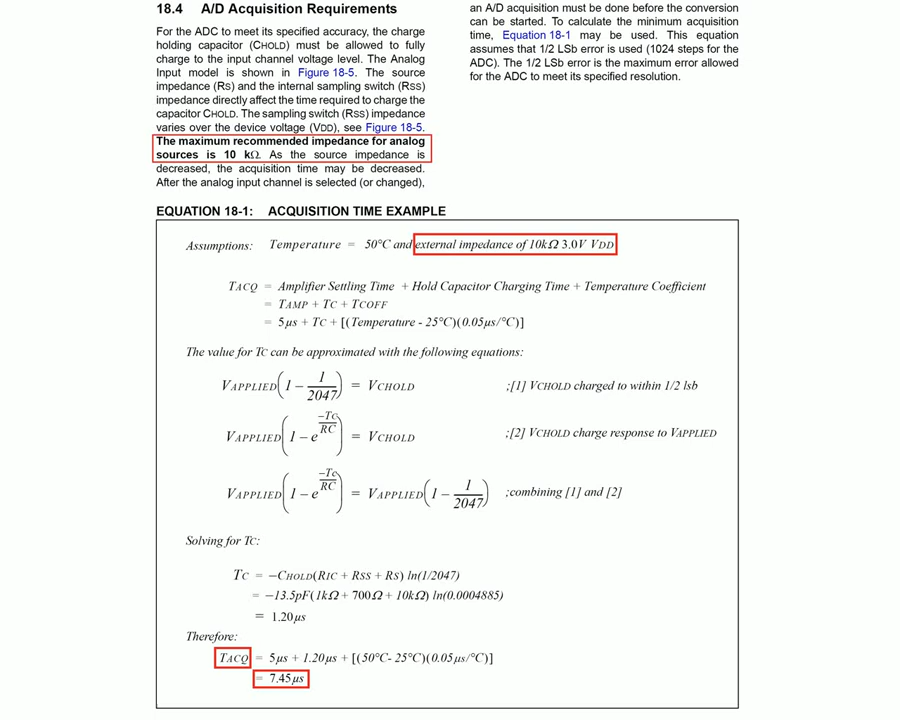 18.4 A/D Acquisition Requirements
For the ADC to meet its specified accuracy, the charge
holding capacitor (CHOLD) must be allowed to fully
charge to the input channel voltage level. The Analog
Input model is shown in Figure 18-5. The source
impedance (RS) and the internal sampling switch (RSS)
impedance directly affect the time required to charge the
capacitor CHOLD. The sampling switch (RSS) impedance
varies over the device voltage (VDD), see Figure 18-5.
The maximum recommended impedance for analog
sources is 10 kΩ. As the source impedance is
decreased, the acquisition time may be decreased.
After the analog input channel is selected (or changed),
an A/D acquisition must be done before the conversion
can be started. To calculate the minimum acquisition
time, Equation 18-1 may be used. This equation
assumes that 1/2 LSb error is used (1024 steps for the
ADC). The 1/2 LSb error is the maximum error allowed
for the ADC to meet its specified resolution.
EQUATION 18-1: ACQUISITION TIME EXAMPLE
Assumptions: Temperature = 50°C and external impedance of 10kΩ 3.0V VDD
TACQ = Amplifier Settling Time + Hold Capacitor Charging Time + Temperature Coefficient
= TAMP + TC + TCOFF
= 5µs + TC + [(Temperature - 25°C)(0.05µs/°C)]
The value for TC can be approximated with the following equations:
VAPPLIED(1 – 1/2047) = VCHOLD ;[1] VCHOLD charged to within 1/2 lsb
VAPPLIED(1 – e^(–TC/RC)) = VCHOLD ;[2] VCHOLD charge response to VAPPLIED
VAPPLIED(1 – e^(–Tc/RC)) = VAPPLIED(1 – 1/2047) ;combining [1] and [2]
Solving for TC:
TC = –CHOLD(RIC + RSS + RS) ln(1/2047)
= –13.5pF(1kΩ + 700Ω + 10kΩ) ln(0.0004885)
= 1.20µs
Therefore:
TACQ = 5µs + 1.20µs + [(50°C- 25°C)(0.05µs/°C)]
= 7.45µs